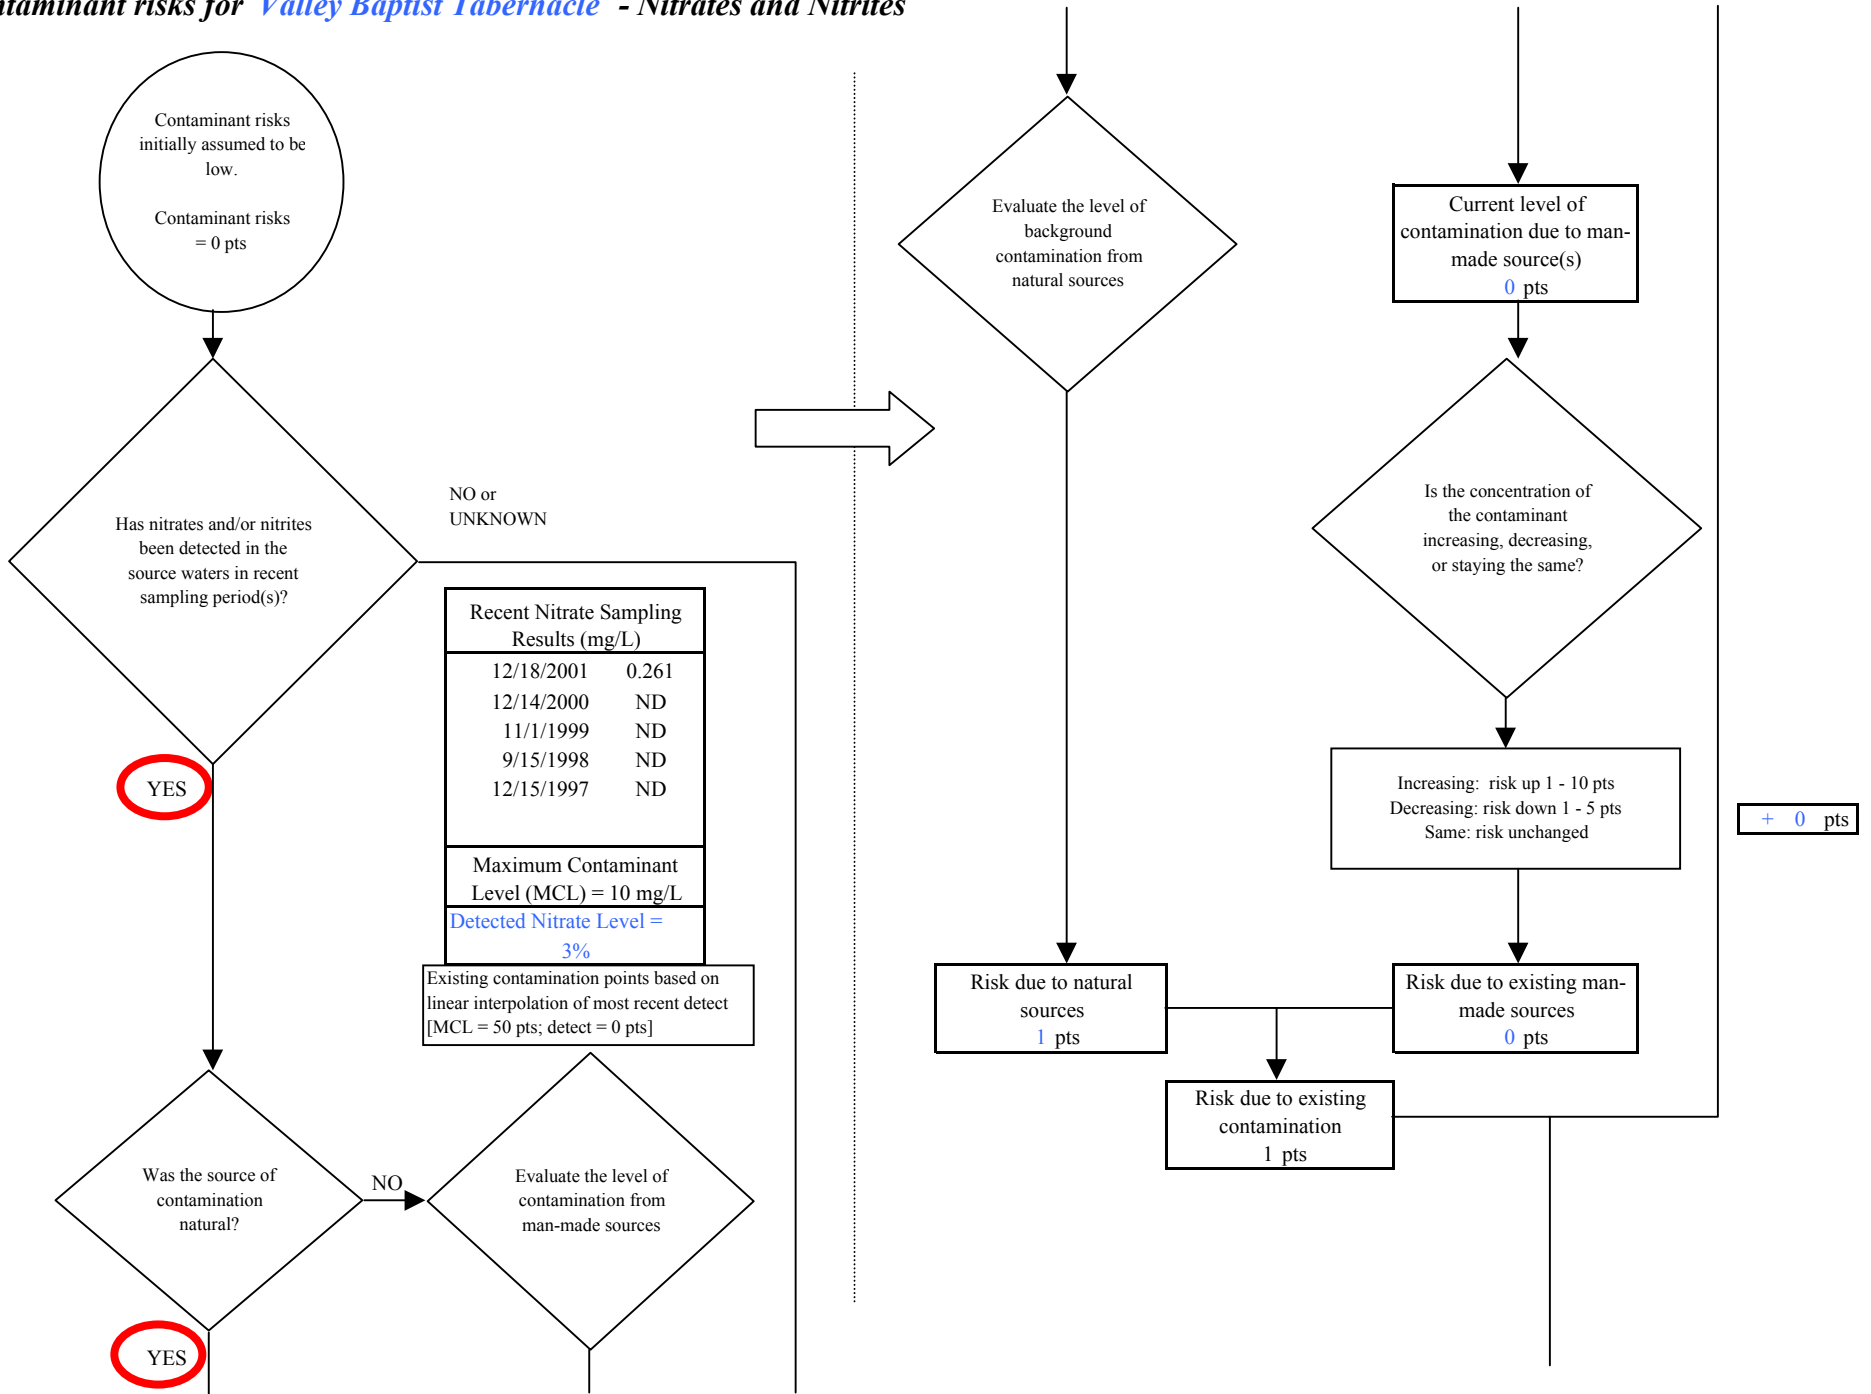 ntaminant risks for Valley Baptist Tabernacle - Nitrates and Nitrites
Contaminant risks
initially assumed to be
low.
Contaminant risks
= 0 pts
Has nitrates and/or nitrites
been detected in the
source waters in recent
sampling period(s)?
NO or
UNKNOWN
YES
Recent Nitrate Sampling
Results (mg/L)
12/18/2001 0.261
12/14/2000 ND
11/1/1999 ND
9/15/1998 ND
12/15/1997 ND
Maximum Contaminant
Level (MCL) = 10 mg/L
Detected Nitrate Level =
3%
Existing contamination points based on
linear interpolation of most recent detect
[MCL = 50 pts; detect = 0 pts]
Was the source of
contamination
natural?
NO
Evaluate the level of
contamination from
man-made sources
YES
Evaluate the level of
background
contamination from
natural sources
Current level of
contamination due to man-
made source(s)
0 pts
Is the concentration of
the contaminant
increasing, decreasing,
or staying the same?
Increasing: risk up 1 - 10 pts
Decreasing: risk down 1 - 5 pts
Same: risk unchanged
+ 0 pts
Risk due to natural
sources
1 pts
Risk due to existing man-
made sources
0 pts
Risk due to existing
contamination
1 pts